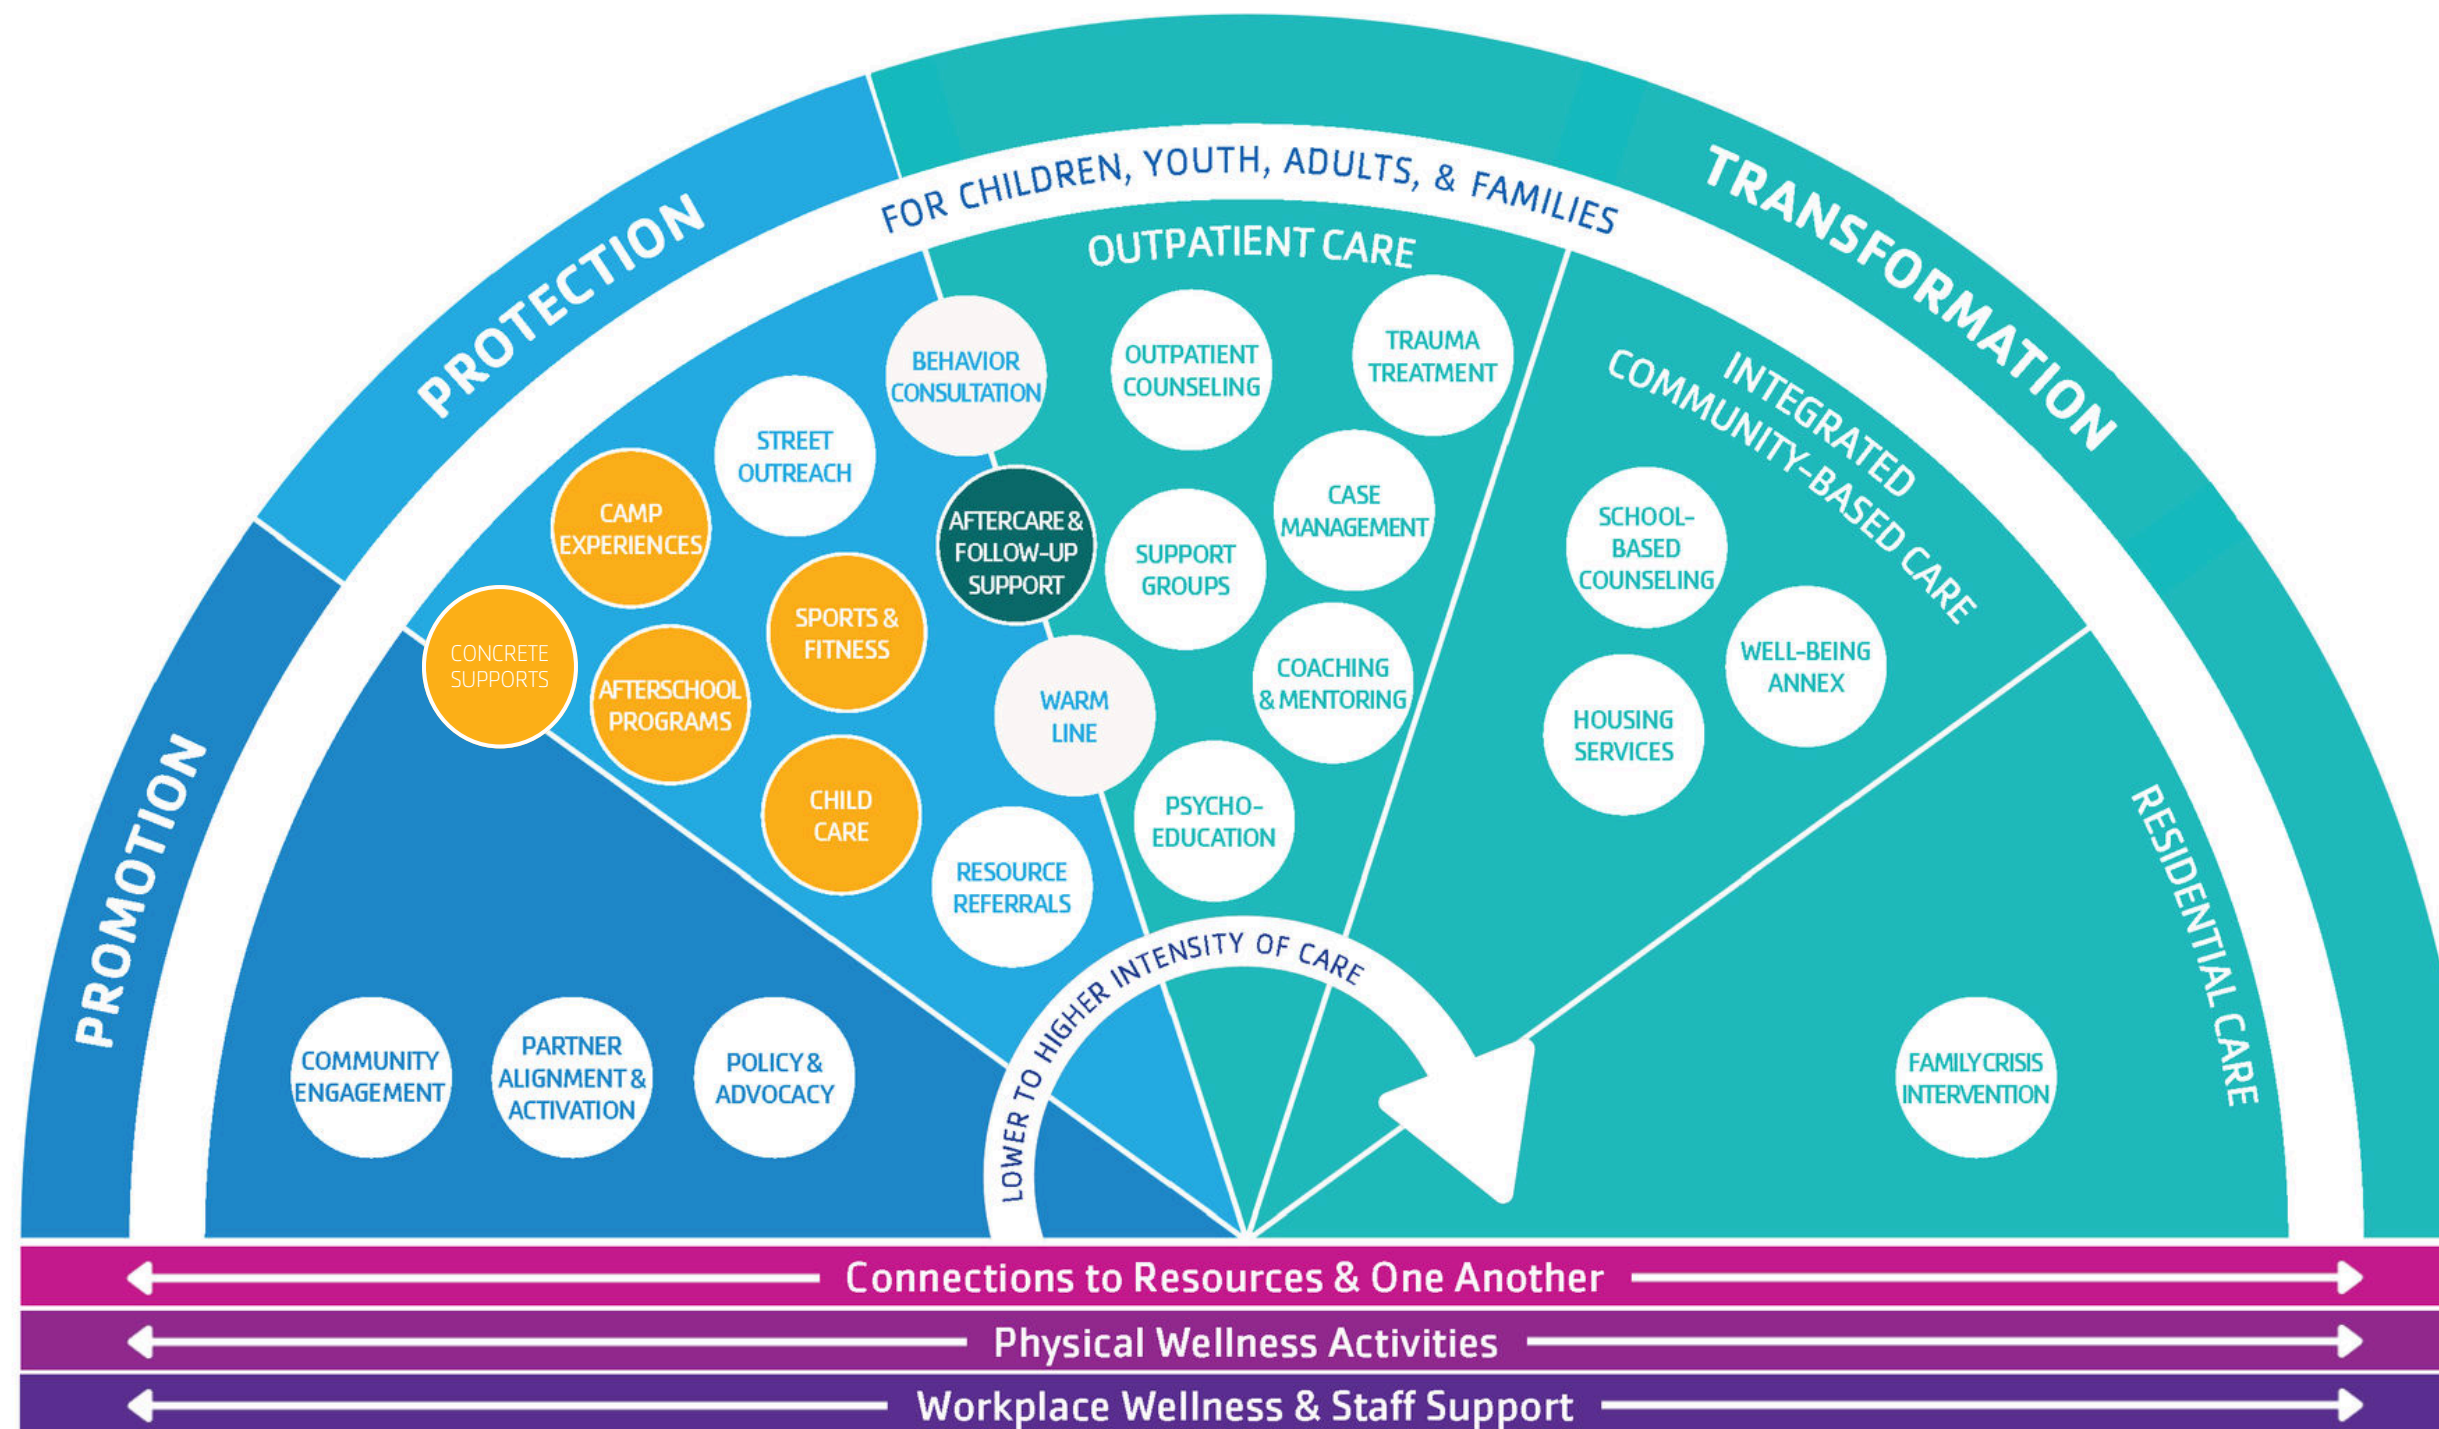 PROMOTION
PROTECTION
TRANSFORMATION
FOR CHILDREN, YOUTH, ADULTS, & FAMILIES
OUTPATIENT CARE
INTEGRATED
COMMUNITY-BASED CARE
RESIDENTIAL CARE
COMMUNITY
ENGAGEMENT
PARTNER
ALIGNMENT &
ACTIVATION
POLICY &
ADVOCACY
CONCRETE
SUPPORTS
CAMP
EXPERIENCES
AFTERSCHOOL
PROGRAMS
STREET
OUTREACH
SPORTS &
FITNESS
CHILD
CARE
RESOURCE
REFERRALS
BEHAVIOR
CONSULTATION
AFTERCARE &
FOLLOW-UP
SUPPORT
WARM
LINE
OUTPATIENT
COUNSELING
TRAUMA
TREATMENT
CASE
MANAGEMENT
SUPPORT
GROUPS
COACHING
& MENTORING
PSYCHO-
EDUCATION
SCHOOL-
BASED
COUNSELING
WELL-BEING
ANNEX
HOUSING
SERVICES
FAMILY CRISIS
INTERVENTION
LOWER TO HIGHER INTENSITY OF CARE
Connections to Resources & One Another
Physical Wellness Activities
Workplace Wellness & Staff Support